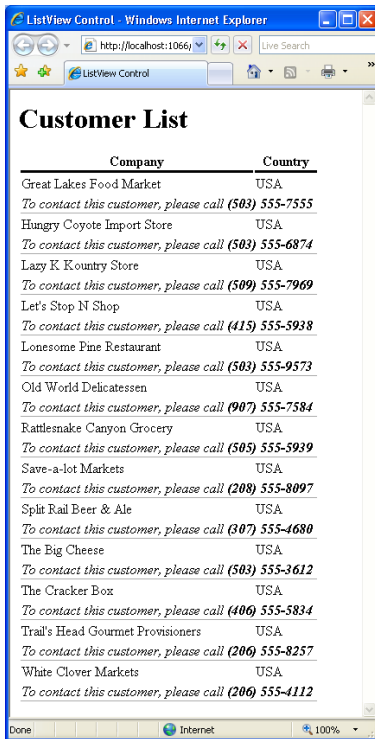 ListView Control - Windows Internet Explorer
http://localhost:1066/
Live Search
ListView Control
»
Customer List
Company Country
Great Lakes Food Market USA
To contact this customer, please call (503) 555-7555
Hungry Coyote Import Store USA
To contact this customer, please call (503) 555-6874
Lazy K Kountry Store USA
To contact this customer, please call (509) 555-7969
Let's Stop N Shop USA
To contact this customer, please call (415) 555-5938
Lonesome Pine Restaurant USA
To contact this customer, please call (503) 555-9573
Old World Delicatessen USA
To contact this customer, please call (907) 555-7584
Rattlesnake Canyon Grocery USA
To contact this customer, please call (505) 555-5939
Save-a-lot Markets USA
To contact this customer, please call (208) 555-8097
Split Rail Beer & Ale USA
To contact this customer, please call (307) 555-4680
The Big Cheese USA
To contact this customer, please call (503) 555-3612
The Cracker Box USA
To contact this customer, please call (406) 555-5834
Trail's Head Gourmet Provisioners USA
To contact this customer, please call (206) 555-8257
White Clover Markets USA
To contact this customer, please call (206) 555-4112
Done Internet 100%